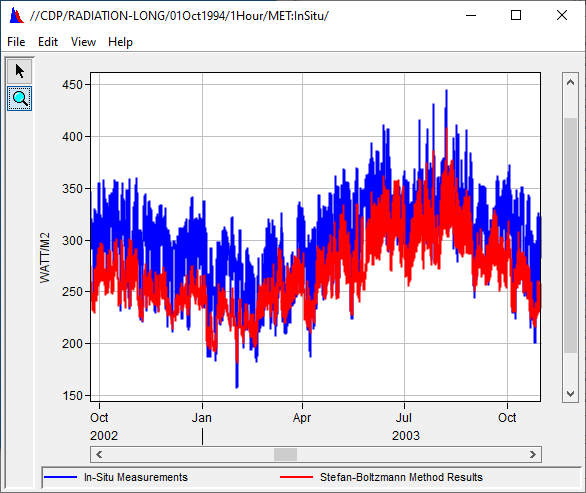 //CDP/RADIATION-LONG/01Oct1994/1Hour/MET:InSitu/
File Edit View Help
450
400
350
300
250
200
150
WATT/M2
Oct Jan Apr Jul Oct
2002 2003
In-Situ Measurements Stefan-Boltzmann Method Results